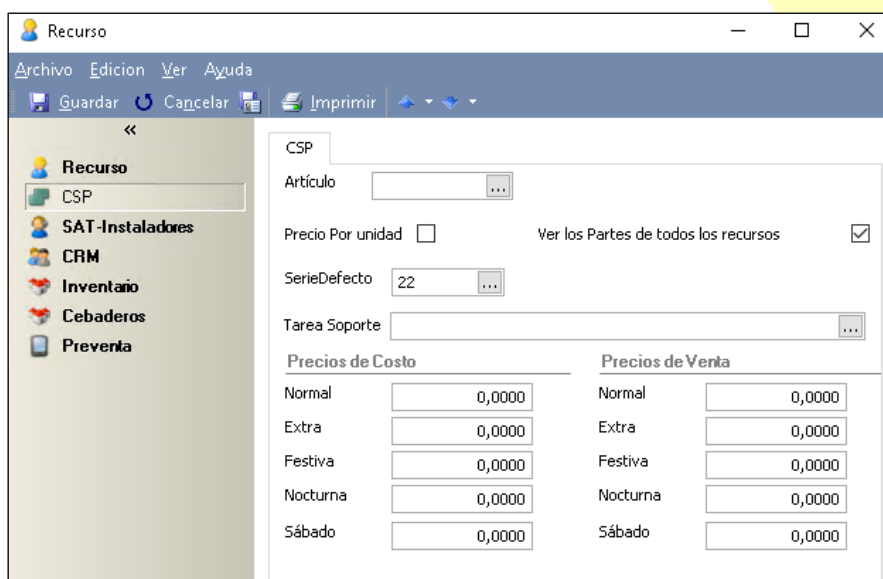 Recurso
Archivo Edicion Ver Ayuda
Guardar Cancelar Imprimir
«
Recurso
CSP
SAT-Instaladores
CRM
Inventario
Cebaderos
Preventa
CSP
Artículo ...
Precio Por unidad Ver los Partes de todos los recursos
SerieDefecto 22 ...
Tarea Soporte ...
Precios de Costo Precios de Venta
Normal 0,0000 Normal 0,0000
Extra 0,0000 Extra 0,0000
Festiva 0,0000 Festiva 0,0000
Nocturna 0,0000 Nocturna 0,0000
Sábado 0,0000 Sábado 0,0000